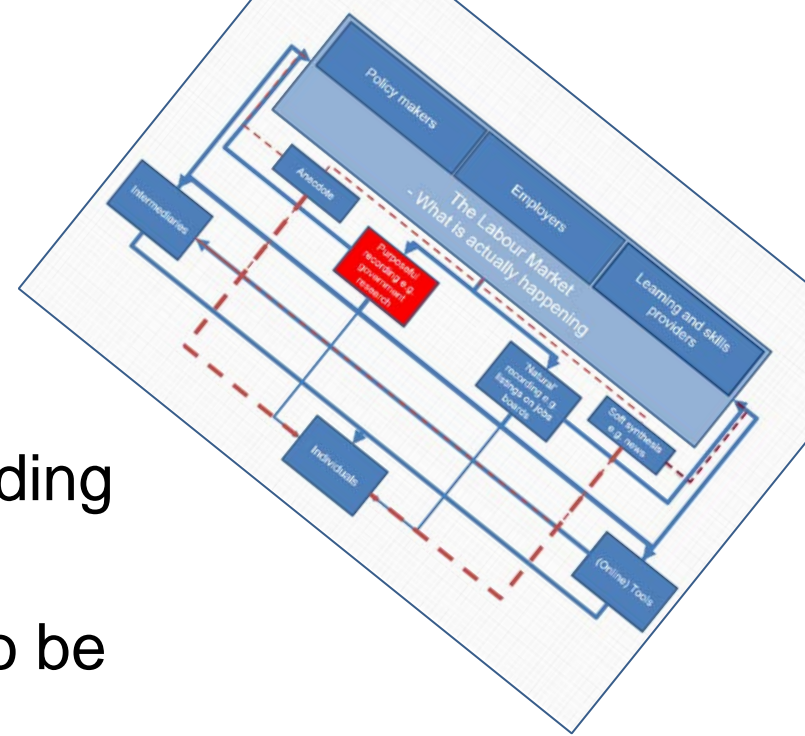 Policy makers
Employers
Learning and skills
providers
The Labour Market
- What is actually happening
Anecdote
Intermediaries
Purposeful
recording e.g.
government
research
"Natural"
recording e.g.
listings on jobs
boards
Soft synthesis
e.g. news
Individuals
(Online) Tools
ding
o be